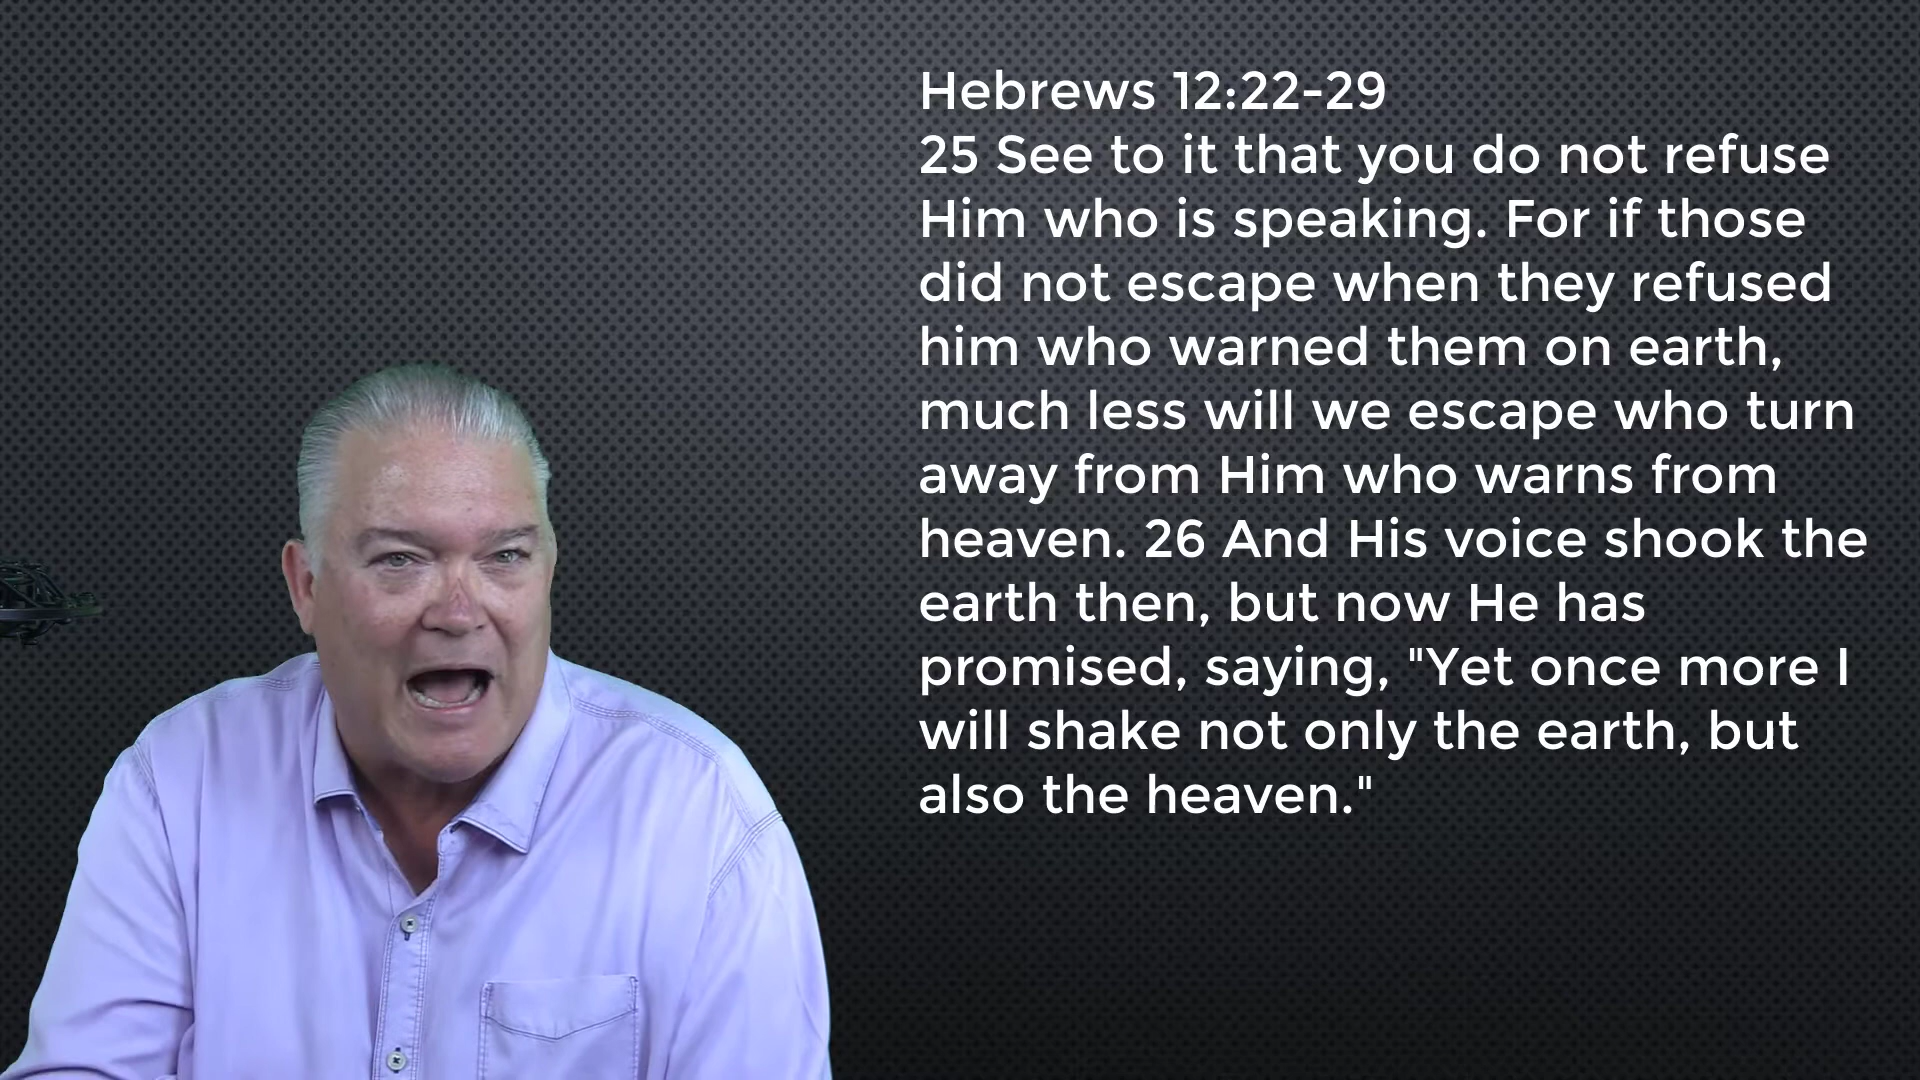 Hebrews 12:22-29
25 See to it that you do not refuse
Him who is speaking. For if those
did not escape when they refused
him who warned them on earth,
much less will we escape who turn
away from Him who warns from
heaven. 26 And His voice shook the
earth then, but now He has
promised, saying, "Yet once more I
will shake not only the earth, but
also the heaven."